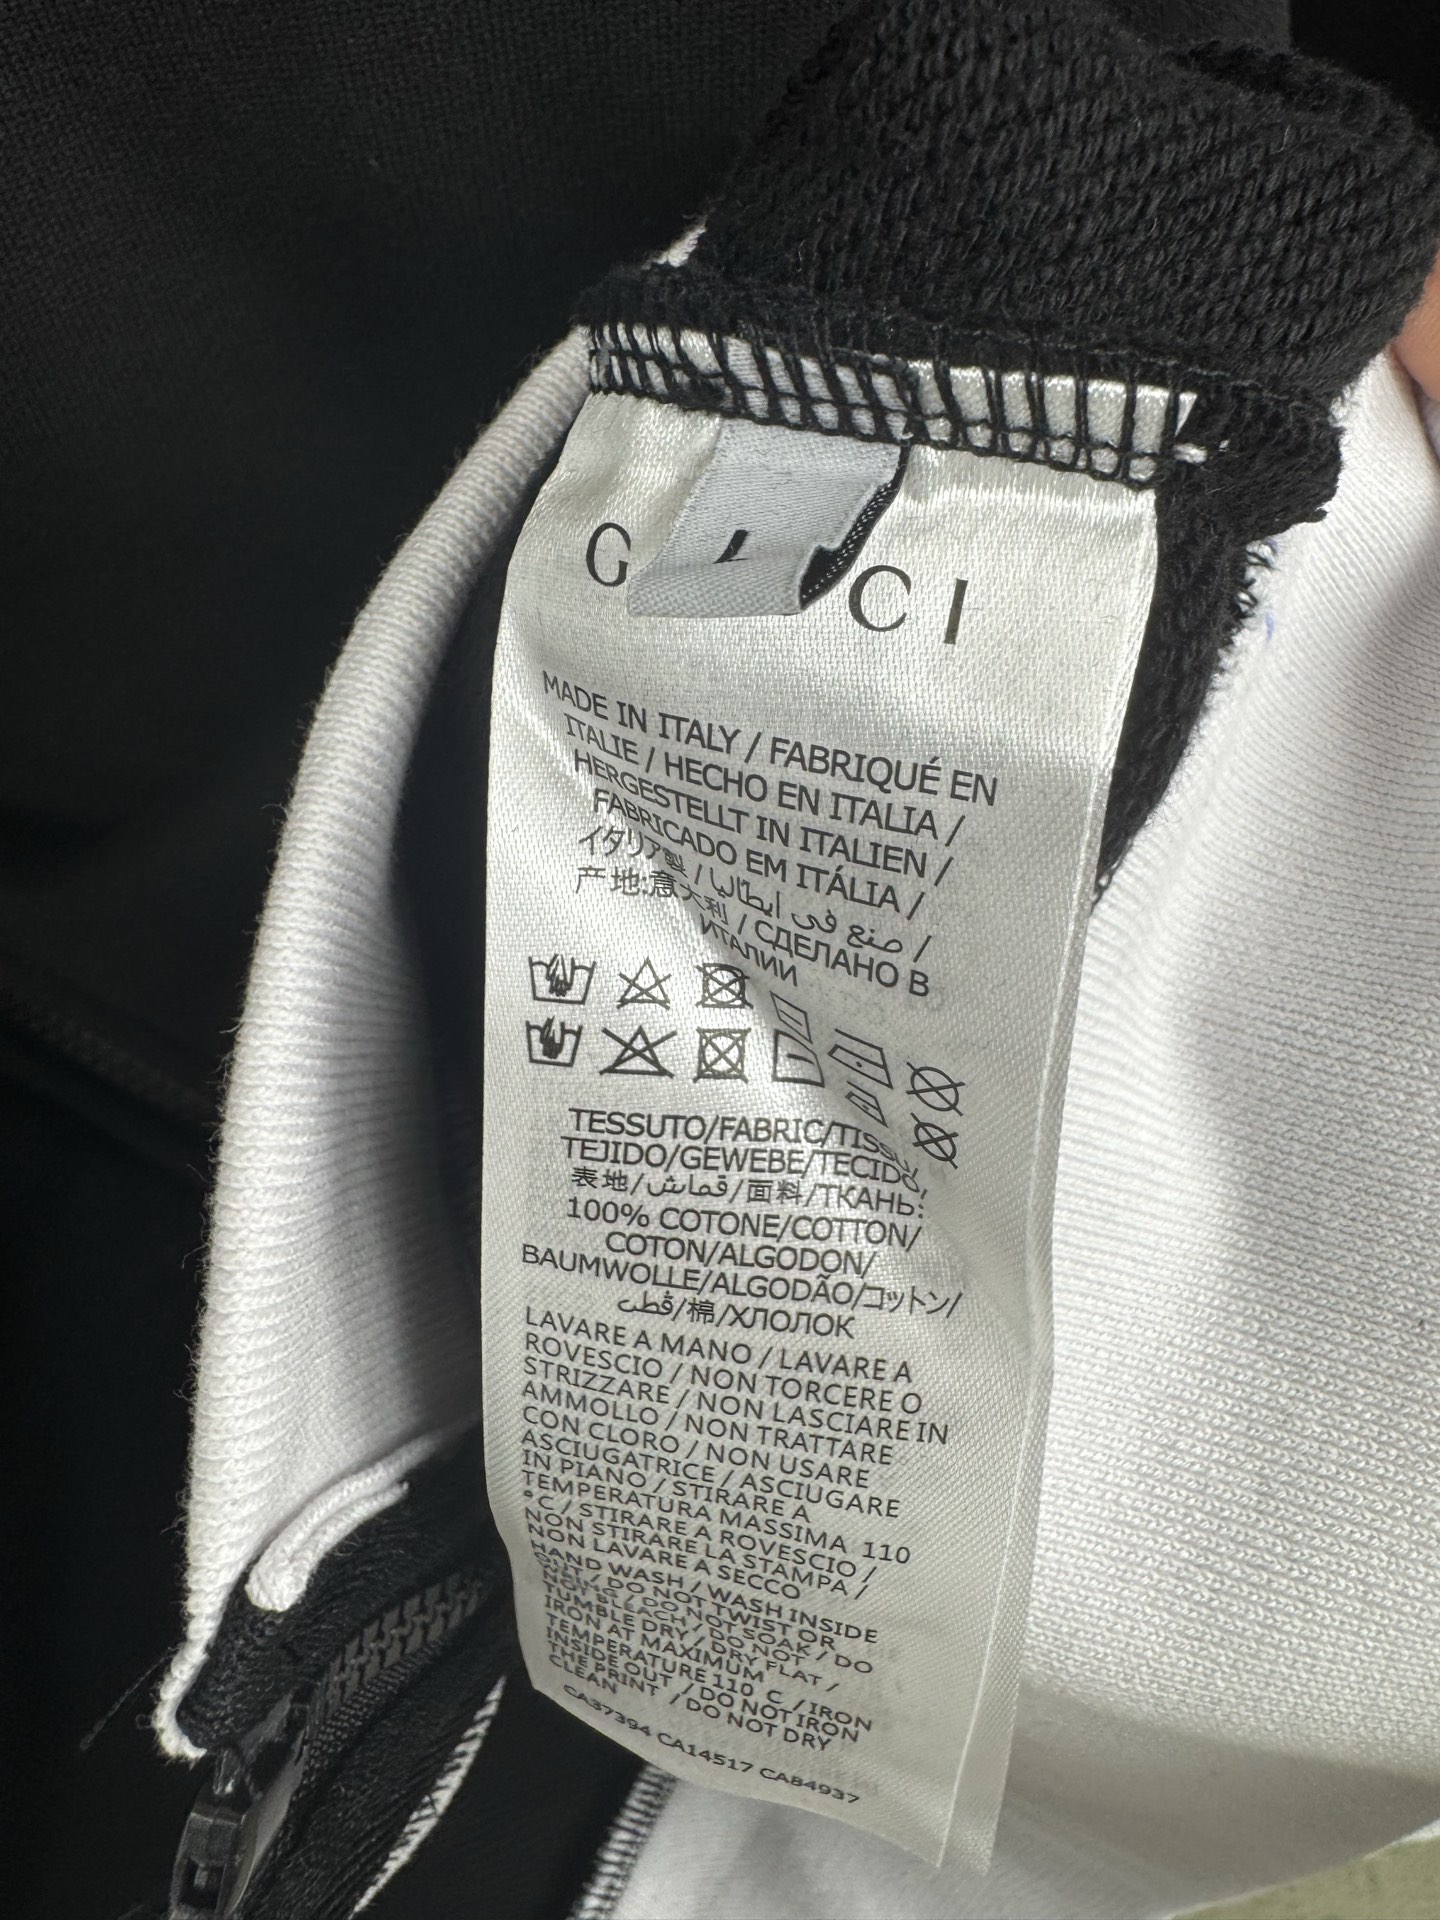 G CI
L
MADE IN ITALY / FABRIQUÉ EN
ITALIE / HECHO EN ITALIA /
HERGESTELLT IN ITALIEN /
FABRICADO EM ITÁLIA /
イタリア製 / صنع في ايطاليا /
产地:意大利 / СДЕЛАНО В
ИТАЛИИ
TESSUTO/FABRIC/TISSU/
TEJIDO/GEWEBE/TECIDO/
表地/قماش/面料/ТКАНЬ:
100% COTONE/COTTON/
COTON/ALGODON/
BAUMWOLLE/ALGODÃO/コットン/
قطن/棉/ХЛОПОК
LAVARE A MANO / LAVARE A
ROVESCIO / NON TORCERE O
STRIZZARE / NON LASCIARE IN
AMMOLLO / NON TRATTARE
CON CLORO / NON USARE
ASCIUGATRICE / ASCIUGARE
IN PIANO / STIRARE A
TEMPERATURA MASSIMA 110
°C / STIRARE A ROVESCIO /
NON STIRARE LA STAMPA /
NON LAVARE A SECCO
HAND WASH / WASH INSIDE
OUT / DO NOT TWIST OR
DO NOT SOAK / DO
NOT BLEACH / DO NOT
TUMBLE DRY / DRY FLAT /
IRON AT MAXIMUM
TEMPERATURE 110 C / IRON
INSIDE OUT / DO NOT IRON
THE PRINT / DO NOT DRY
CLEAN
CA37394 CA14517 CA84937